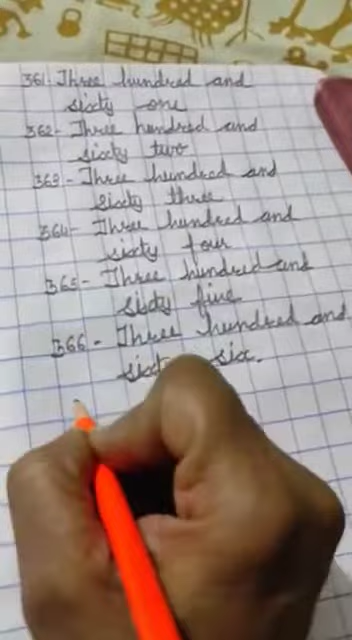 361- Three hundred and
sixty one
362- Three hundred and
sixty two
363- Three hundred and
sixty three
364- Three hundred and
sixty four
365- Three hundred and
sixty five
366- Three hundred and
sixty six.